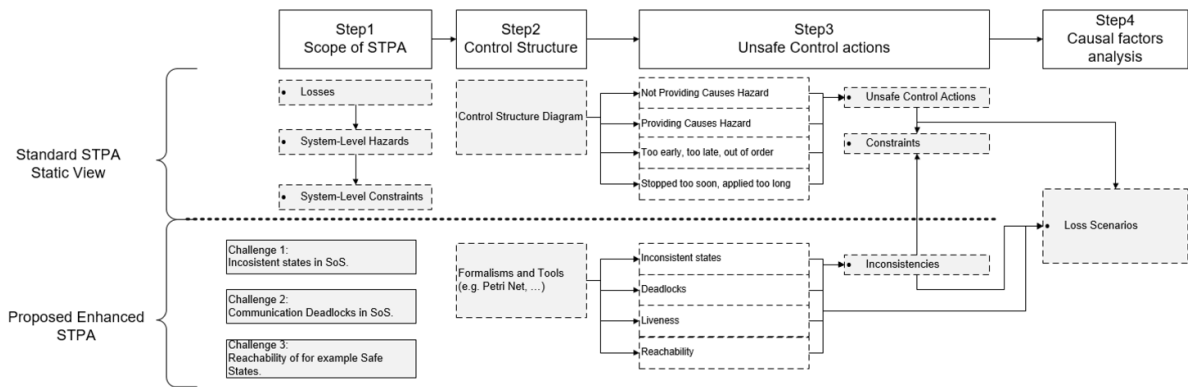 Step1
Scope of STPA
Step2
Control Structure
Step3
Unsafe Control actions
Step4
Causal factors
analysis
Standard STPA
Static View
• Losses
• System-Level Hazards
• System-Level Constraints
Control Structure Diagram
Not Providing Causes Hazard
Providing Causes Hazard
Too early, too late, out of order
Stopped too soon, applied too long
• Unsafe Control Actions
• Constraints
• Loss Scenarios
Proposed Enhanced
STPA
Challenge 1:
Incosistent states in SoS.
Challenge 2:
Communication Deadlocks in SoS.
Challenge 3:
Reachability of for example Safe
States.
Formalisms and Tools
(e.g. Petri Net, ...)
Inconsistent states
Deadlocks
Liveness
Reachability
• Inconsistencies